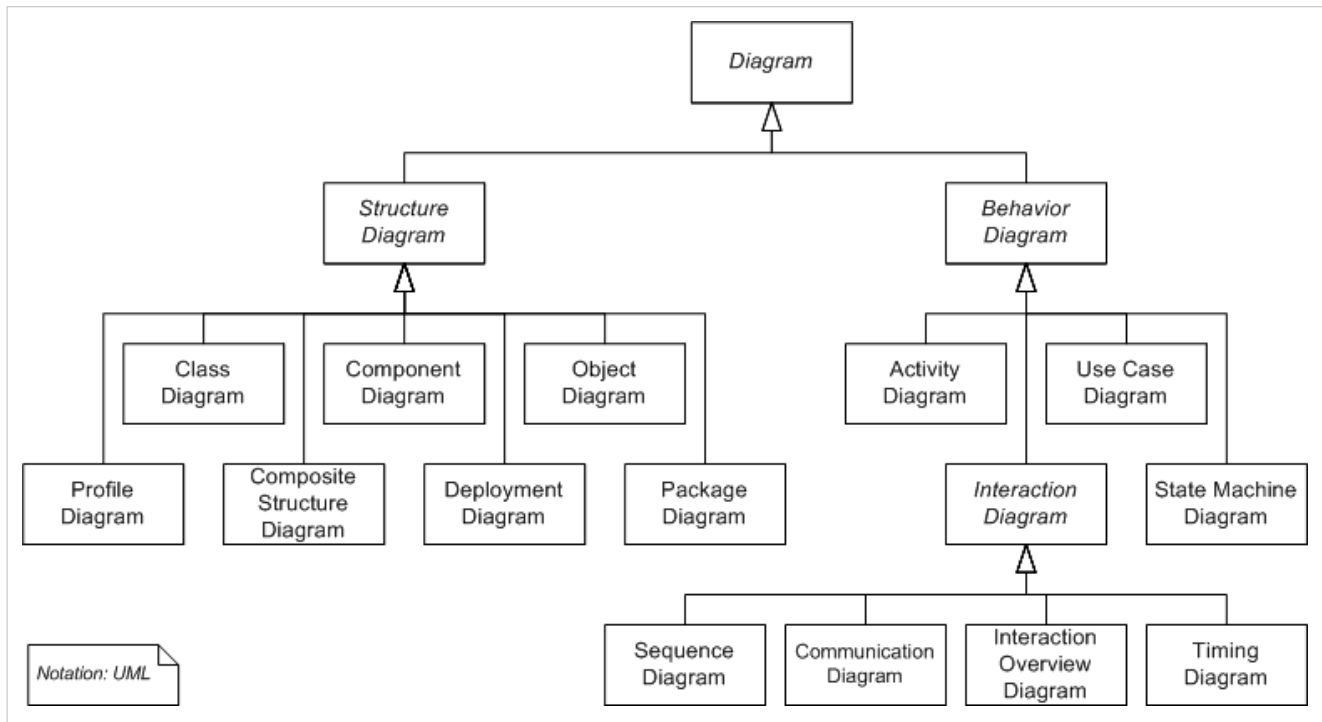 Diagram
Structure
Diagram
Behavior
Diagram
Class
Diagram
Component
Diagram
Object
Diagram
Activity
Diagram
Use Case
Diagram
Profile
Diagram
Composite
Structure
Diagram
Deployment
Diagram
Package
Diagram
Interaction
Diagram
State Machine
Diagram
Sequence
Diagram
Communication
Diagram
Interaction
Overview
Diagram
Timing
Diagram
Notation: UML